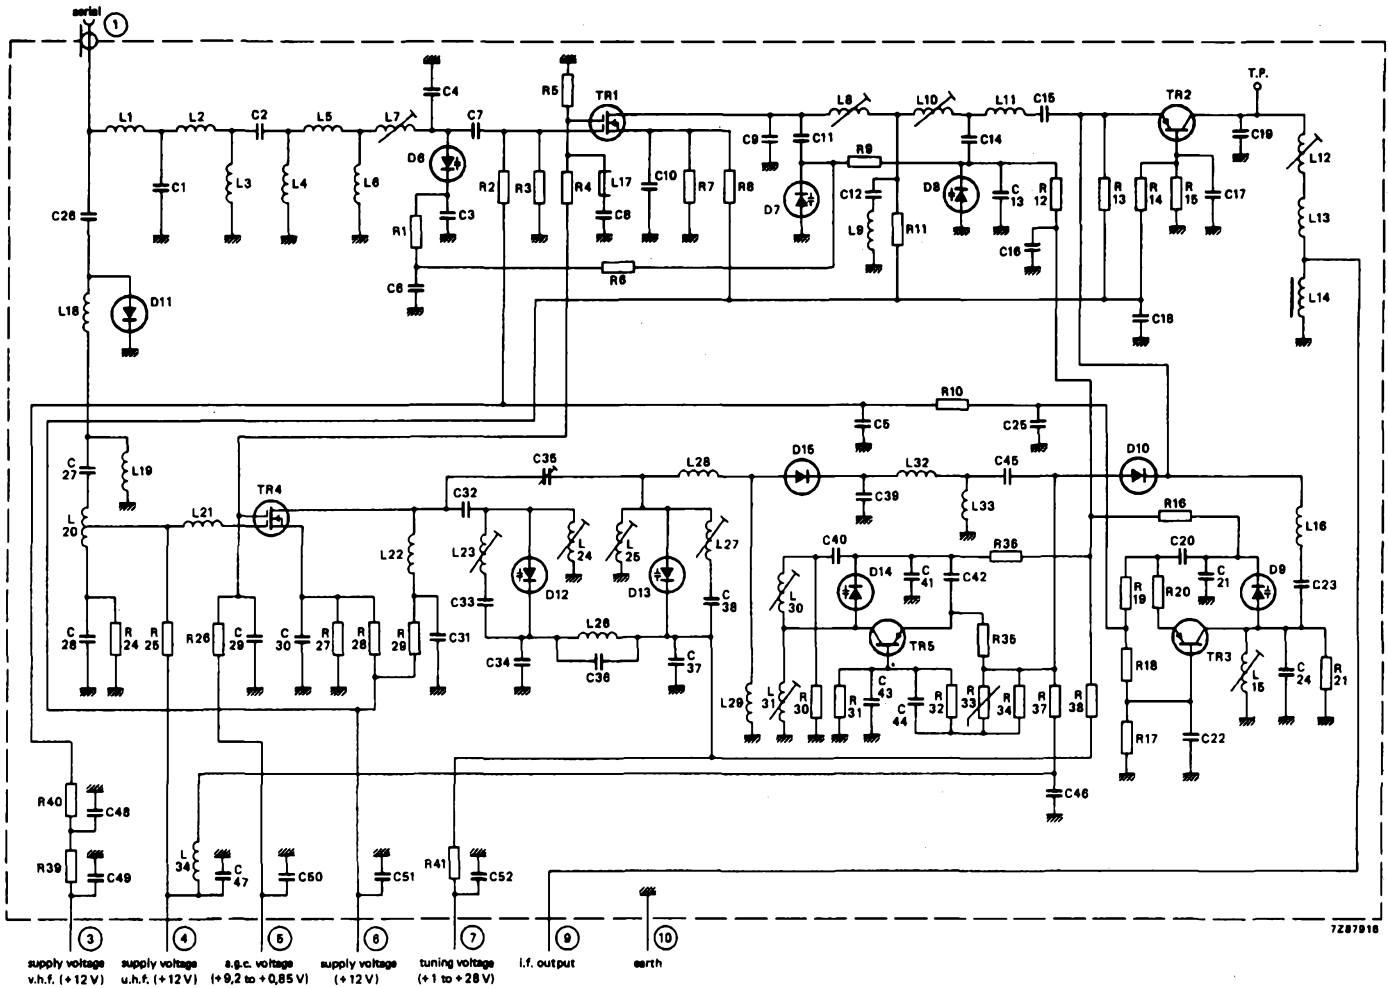 aerial
1
T.P.
C4
R5
TR1
L8
L10
L11
C15
TR2
L1
L2
C2
L5
L7
C7
C9
C11
C14
C19
L12
D6
R9
C1
L3
L4
L6
R2
R3
R4
L17
C8
C10
R7
R8
D7
C12
D8
C
13
R
12
R
13
R
14
R
15
C17
L13
C26
C3
R1
L9
R11
C16
C6
R6
L14
L18
D11
C18
R10
C5
C25
C
27
L19
C35
L28
D15
L32
C45
D10
TR4
C32
C39
L33
R16
L16
L
20
L21
L22
L23
L
24
L
25
L27
C40
R36
C20
D12
D13
D14
C
41
C42
C
21
D9
C23
C33
C
38
L
30
R
19
R20
C
28
R
24
R
25
R26
C
29
C
30
R
27
R
28
R
29
C31
L26
C34
C36
C
37
TR5
R35
TR3
R18
L
15
C
24
R
21
L29
L
31
R
30
R
31
C
43
C
44
R
32
R
33
R
34
R
37
R
38
R17
C22
R40
C48
C46
R39
C49
L
34
C
47
C50
C51
R41
C52
7Z87916
3
4
5
6
7
9
10
supply voltage
v.h.f. (+12V)
supply voltage
u.h.f. (+12V)
a.g.c. voltage
(+9,2 to +0,85V)
supply voltage
(+12V)
tuning voltage
(+1 to +28V)
i.f. output
earth